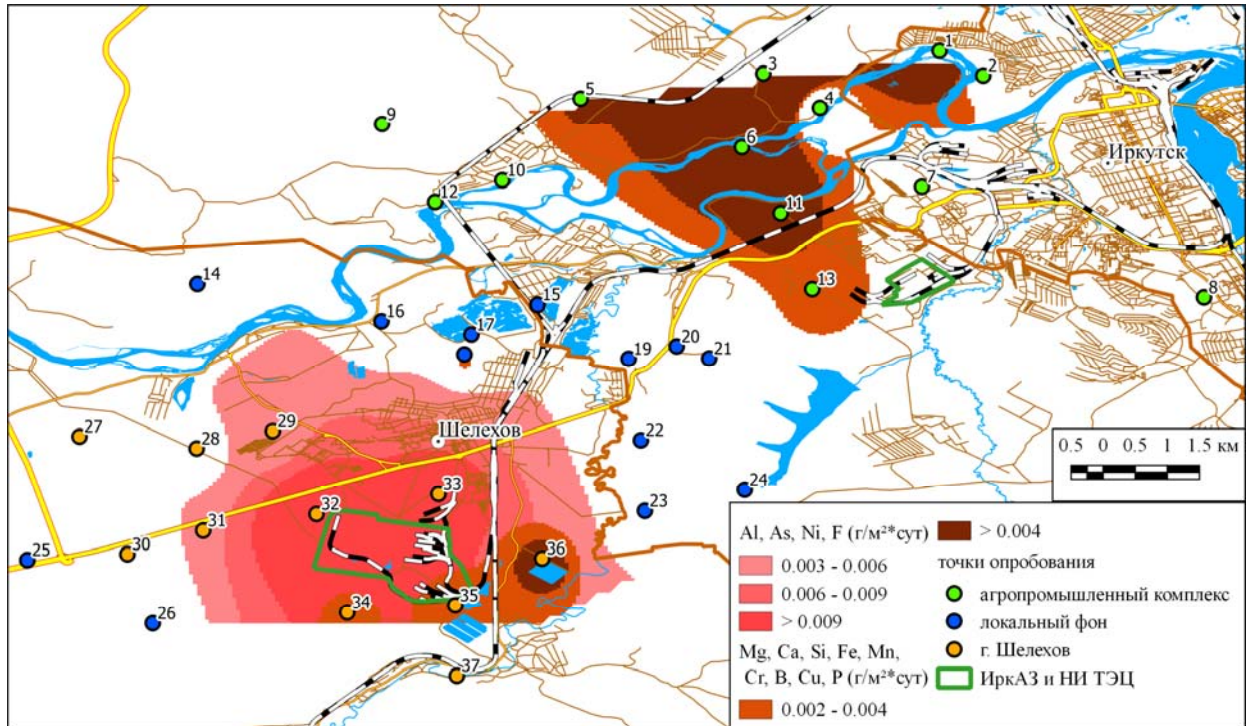 1
2
3
4
5
6
7
8
9
10
11
12
13
14
15
16
17
19
20
21
22
23
24
25
26
27
28
29
30
31
32
33
34
35
36
37
Иркутск
Шелехов
0.5 0 0.5 1 1.5 км
Al, As, Ni, F (г/м²*сут)
0.003 - 0.006
0.006 - 0.009
> 0.009
Mg, Ca, Si, Fe, Mn,
Cr, B, Cu, P (г/м²*сут)
0.002 - 0.004
> 0.004
точки опробования
агропромышленный комплекс
локальный фон
г. Шелехов
ИркАЗ и НИ ТЭЦ